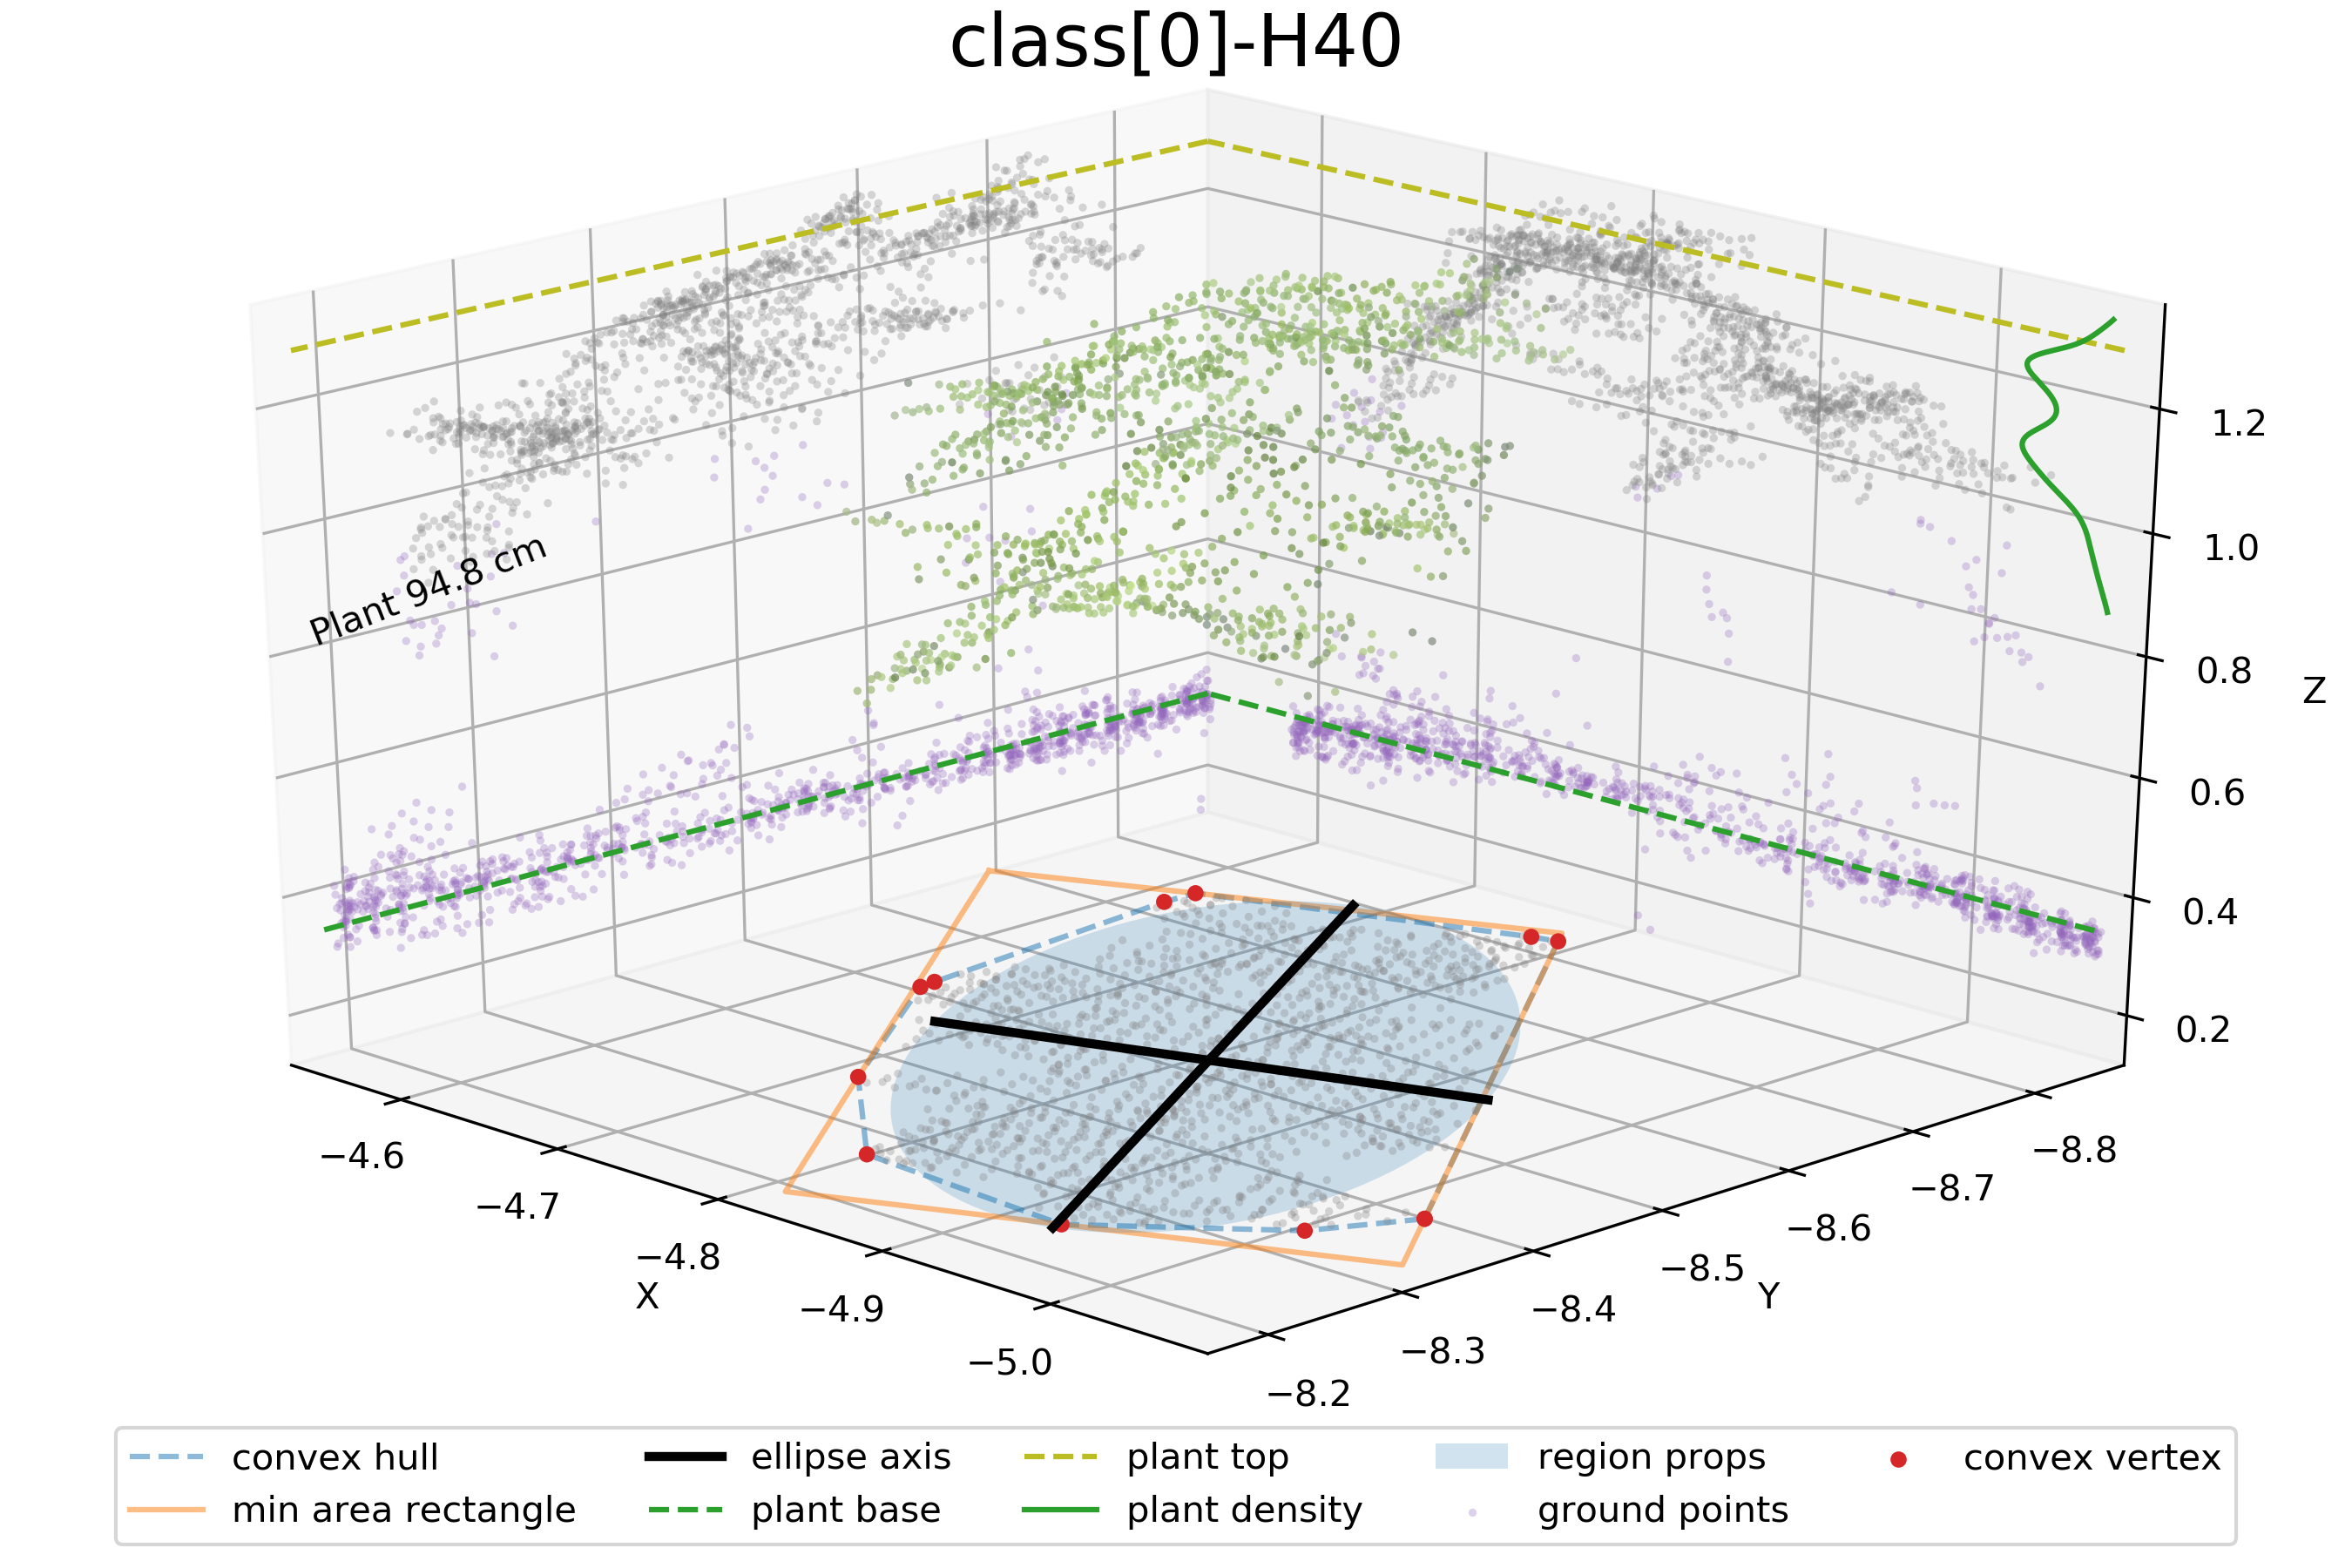 class[0]-H40
Plant 94.8 cm
1.2
1.0
0.8
0.6
0.4
0.2
Z
−4.6
−4.7
−4.8
−4.9
−5.0
X
−8.8
−8.7
−8.6
−8.5
−8.4
−8.3
−8.2
Y
convex hull
min area rectangle
ellipse axis
plant base
plant top
plant density
region props
ground points
convex vertex